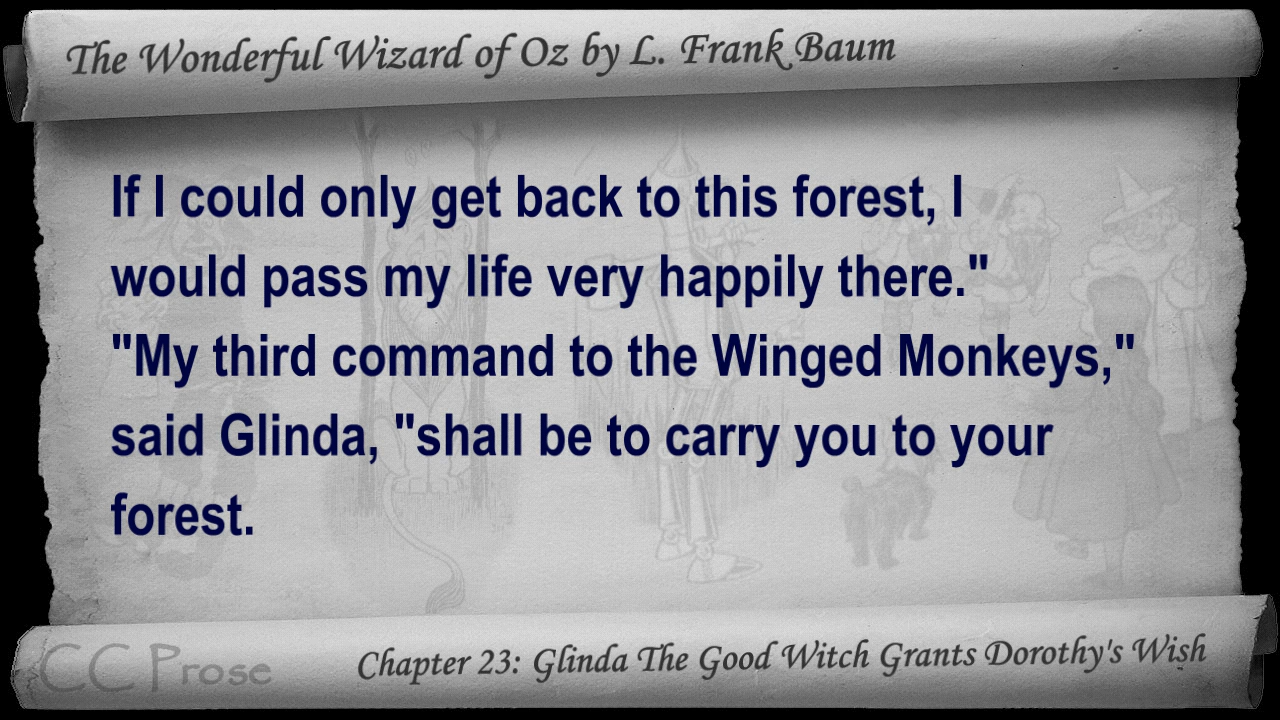 The Wonderful Wizard of Oz by L. Frank Baum
If I could only get back to this forest, I
would pass my life very happily there."
"My third command to the Winged Monkeys,"
said Glinda, "shall be to carry you to your
forest.
CC Prose
Chapter 23: Glinda The Good Witch Grants Dorothy's Wish